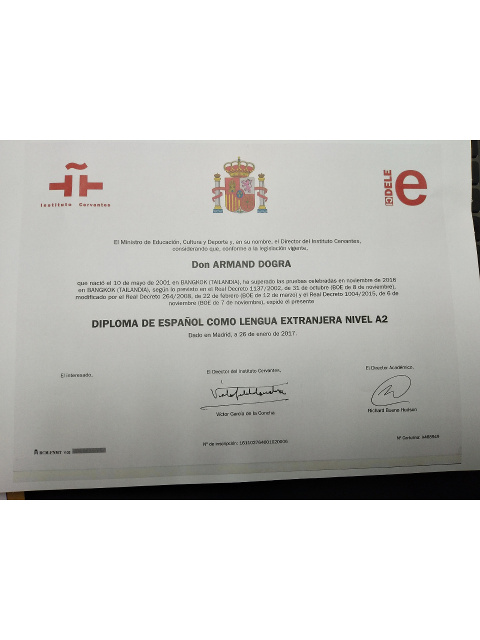 Instituto Cervantes
DELE
e
El Ministro de Educación, Cultura y Deporte y, en su nombre, el Director del Instituto Cervantes,
considerando que, conforme a la legislación vigente,
Don ARMAND DOGRA
que nació el 10 de mayo de 2001 en BANGKOK (TAILANDIA), ha superado las pruebas celebradas en noviembre de 2016
en BANGKOK (TAILANDIA), según lo previsto en el Real Decreto 1137/2002, de 31 de octubre (BOE de 8 de noviembre),
modificado por el Real Decreto 264/2008, de 22 de febrero (BOE de 12 de marzo) y el Real Decreto 1004/2015, de 6 de
noviembre (BOE de 7 de noviembre), expide el presente
DIPLOMA DE ESPAÑOL COMO LENGUA EXTRANJERA NIVEL A2
Dado en Madrid, a 26 de enero de 2017.
El interesado,
El Director del Instituto Cervantes,
El Director Académico,
Víctor García de la Concha
Richard Bueno Hudson
Nº de inscripción: